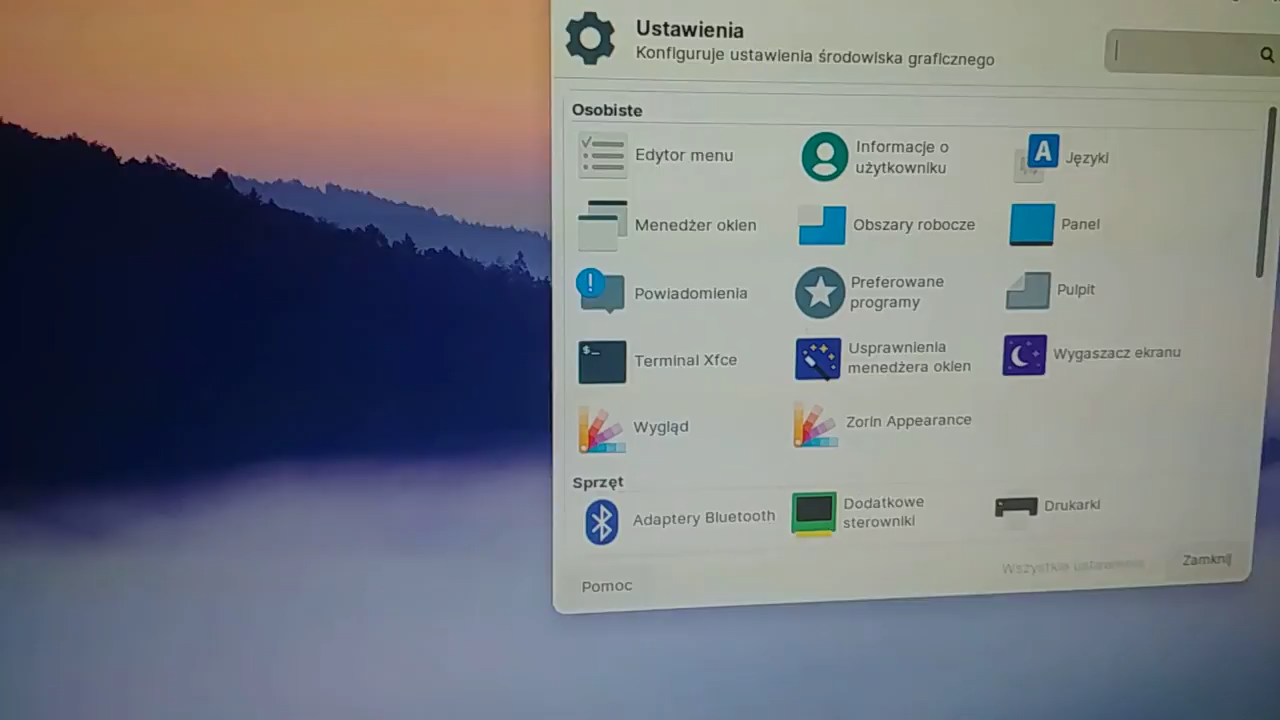 Ustawienia
Konfiguruje ustawienia środowiska graficznego
Osobiste
Edytor menu
Informacje o
użytkowniku
A
Języki
Menedżer okien
Obszary robocze
Panel
!
Powiadomienia
Preferowane
programy
Pulpit
$_
Terminal Xfce
Usprawnienia
menedżera okien
Wygaszacz ekranu
Wygląd
Zorin Appearance
Sprzęt
Adaptery Bluetooth
Dodatkowe
sterowniki
Drukarki
Pomoc
Wszystkie ustawienia
Zamknij